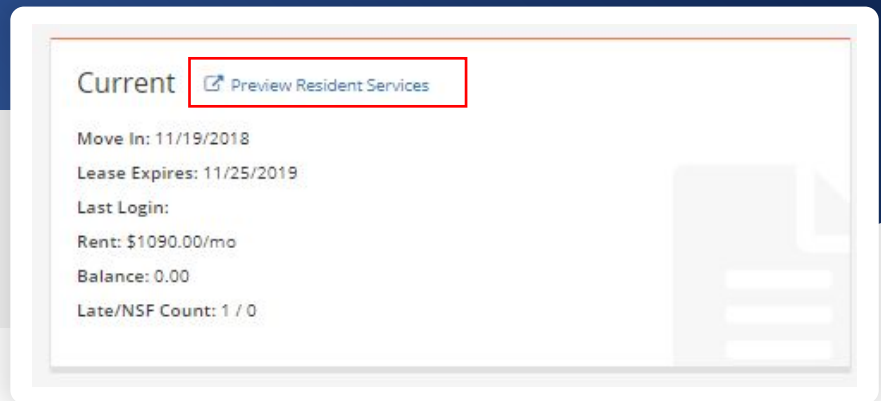 Current Preview Resident Services
Move In: 11/19/2018
Lease Expires: 11/25/2019
Last Login:
Rent: $1090.00/mo
Balance: 0.00
Late/NSF Count: 1 / 0